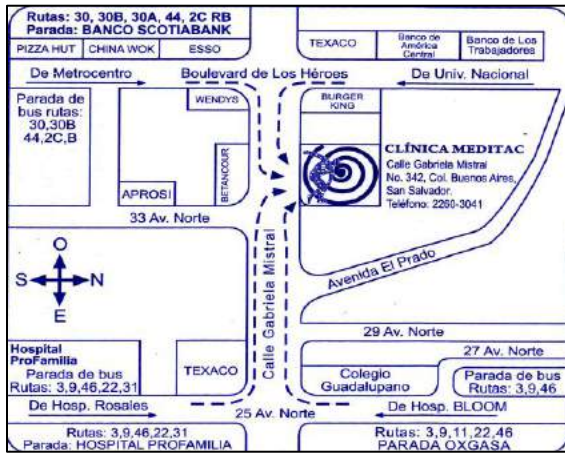 Rutas: 30, 30B, 30A, 44, 2C RB
Parada: BANCO SCOTIABANK
PIZZA HUT
CHINA WOK
ESSO
TEXACO
Banco de
América
Central
Banco de Los
Trabajadores
De Metrocentro
Boulevard de Los Héroes
De Univ. Nacional
Parada de
bus rutas:
30,30B
44,2C,B
WENDYS
BETANCOUR
APROSI
33 Av. Norte
BURGER
KING
CLÍNICA MEDITAC
Calle Gabriela Mistral
No. 342, Col. Buenos Aires,
San Salvador.
Teléfono: 2260-3041
Avenida El Prado
O
S
N
E
Calle Gabriela Mistral
29 Av. Norte
27 Av. Norte
Hospital
ProFamilia
Parada de bus
Rutas: 3,9,46,22,31
TEXACO
Colegio
Guadalupano
Parada de bus
Rutas: 3,9,46
De Hosp. Rosales
25 Av. Norte
De Hosp. BLOOM
Rutas: 3,9,46,22,31
Parada: HOSPITAL PROFAMILIA
Rutas: 3,9,11,22,46
PARADA OXGASA